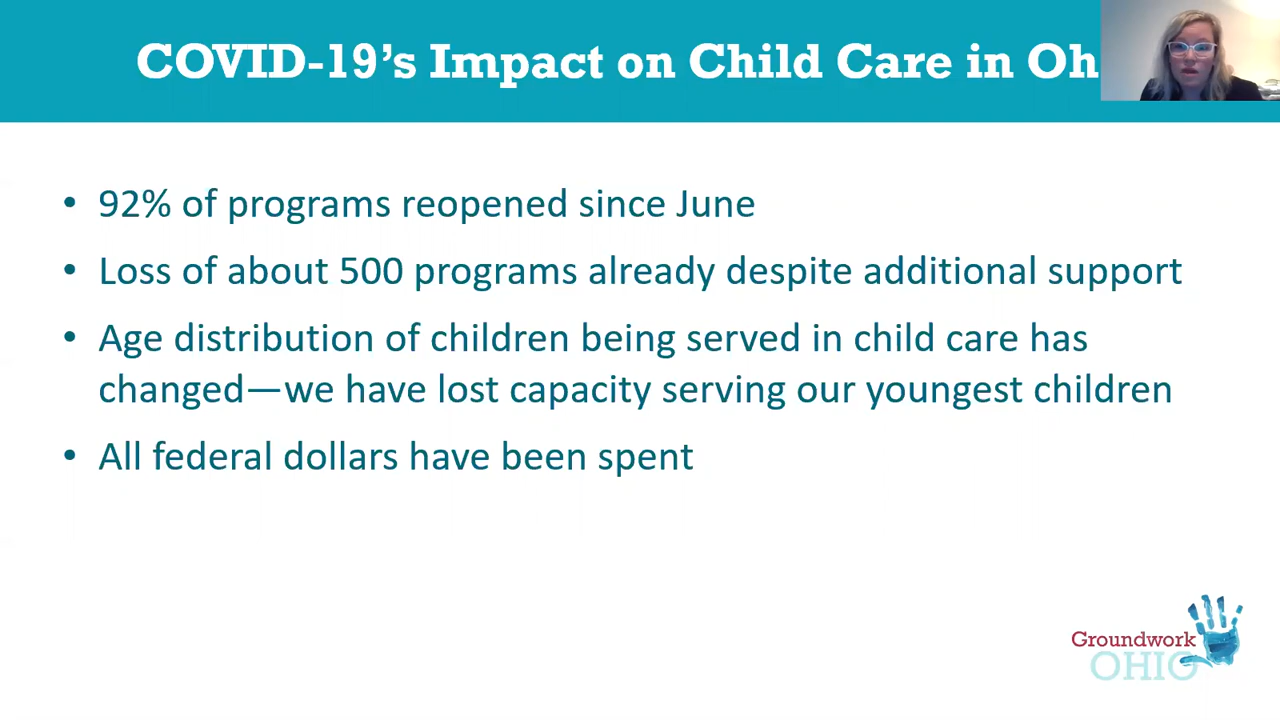 COVID-19’s Impact on Child Care in Oh
• 92% of programs reopened since June
• Loss of about 500 programs already despite additional support
• Age distribution of children being served in child care has
changed—we have lost capacity serving our youngest children
• All federal dollars have been spent
Groundwork
OHIO